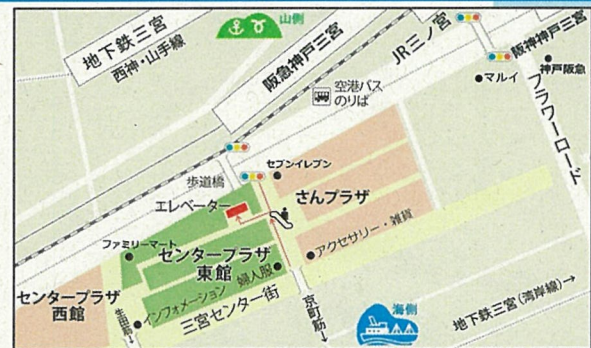 山側
地下鉄三宮
西神・山手線
阪急神戸三宮
JR三ノ宮
阪神神戸三宮
神戸阪急
マルイ
フラワーロード
空港バス
のりば
セブンイレブン
歩道橋
エレベーター
さんプラザ
ファミリーマート
センタープラザ
東館
アクセサリー・雑貨
婦人服
センタープラザ
西館
インフォメーション
三宮センター街
生田筋→
京町筋→
海側
地下鉄三宮(湾岸線)→